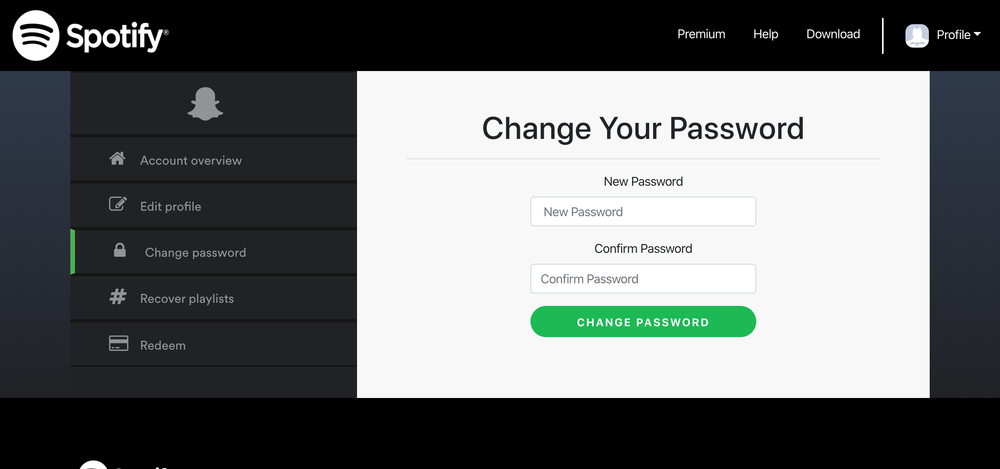 Spotify®
Premium
Help
Download
Profile
Account overview
Edit profile
Change password
Recover playlists
Redeem
Change Your Password
New Password
New Password
Confirm Password
Confirm Password
CHANGE PASSWORD